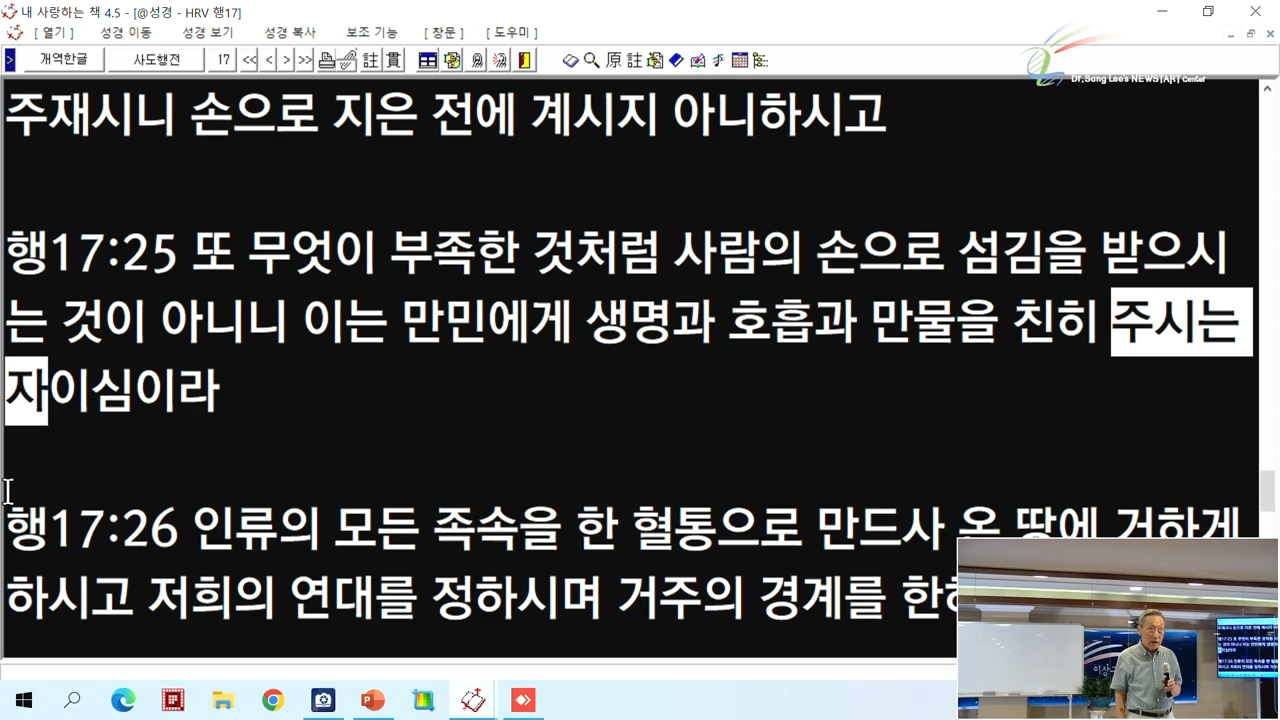 내 사랑하는 책 4.5 - [@성경 - HRV 행17]
[ 열기 ] 성경 이동 성경 보기 성경 복사 보조 기능 [ 창문 ] [ 도우미 ]
개역한글 사도행전 17 << < > >> 註 貫 原 註
Dr.Sang Lee's NEWSTART Center
주재시니 손으로 지은 전에 계시지 아니하시고
행17:25 또 무엇이 부족한 것처럼 사람의 손으로 섬김을 받으시
는 것이 아니니 이는 만민에게 생명과 호흡과 만물을 친히 주시는
자이심이라
행17:26 인류의 모든 족속을 한 혈통으로 만드사 온 땅에 거하게
하시고 저희의 연대를 정하시며 거주의 경계를